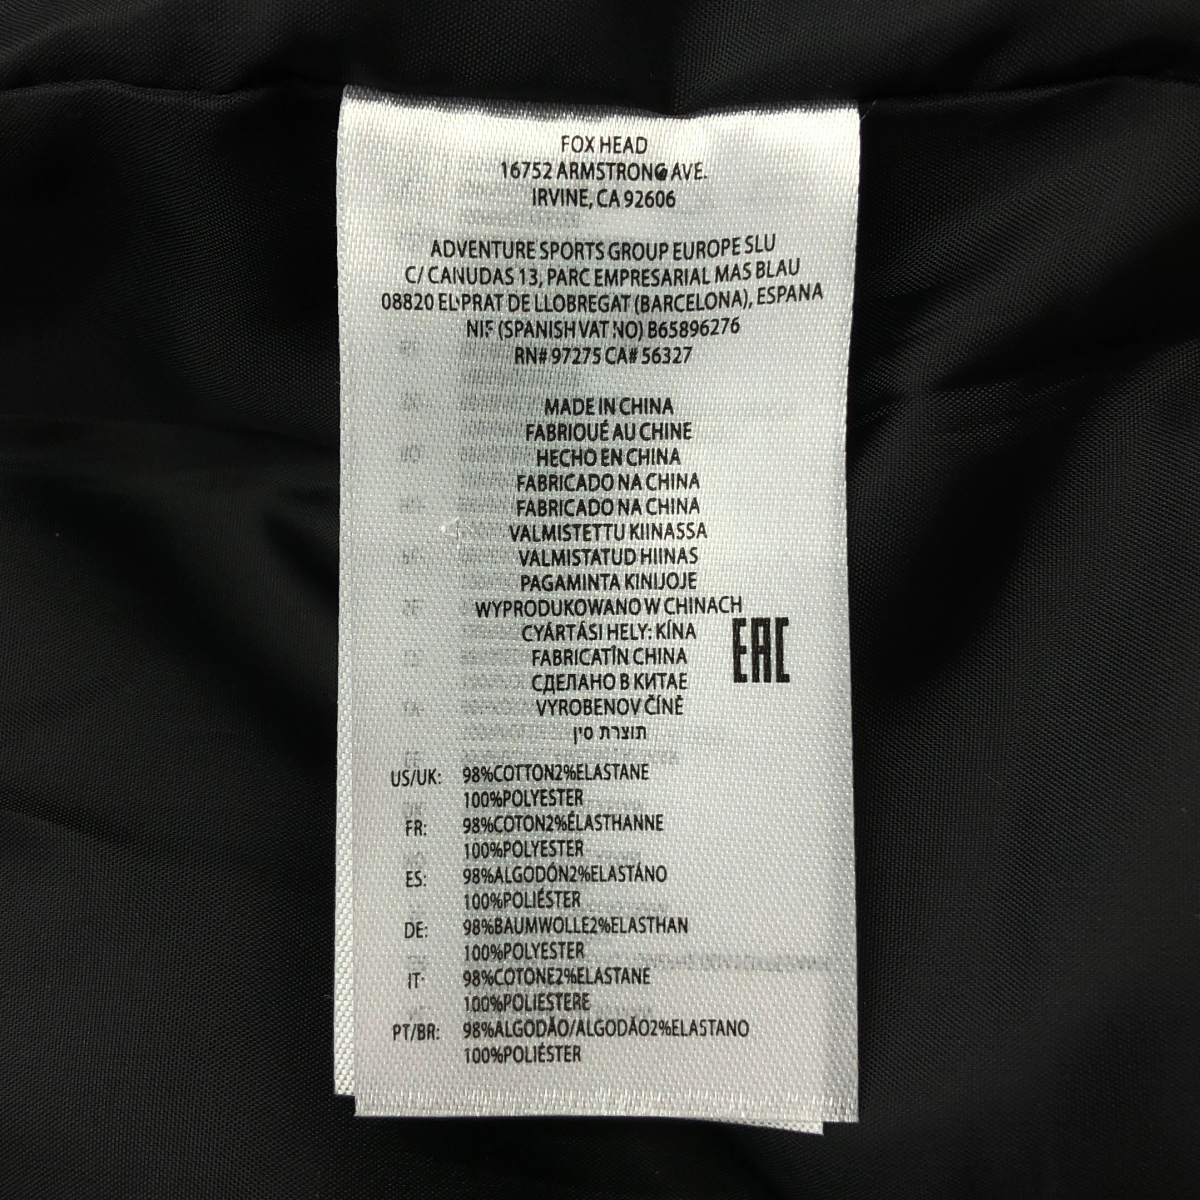 FOX HEAD
16752 ARMSTRONG AVE.
IRVINE, CA 92606
ADVENTURE SPORTS GROUP EUROPE SLU
C/ CANUDAS 13, PARC EMPRESARIAL MAS BLAU
08820 EL PRAT DE LLOBREGAT (BARCELONA), ESPANA
NIF (SPANISH VAT NO) B65896276
RN# 97275 CA# 56327
MADE IN CHINA
FABRIOUÉ AU CHINE
HECHO EN CHINA
FABRICADO NA CHINA
FABRICADO NA CHINA
VALMISTETTU KIINASSA
VALMISTATUD HIINAS
PAGAMINTA KINIJOJE
WYPRODUKOWANO W CHINACH
CYÁRTÁSI HELY: KÍNA
EAC
FABRICATÎN CHINA
СДЕЛАНО В КИТАЕ
VYROBENOV ČÍNĚ
תוצרת סין
US/UK: 98%COTTON2%ELASTANE
100%POLYESTER
FR: 98%COTON2%ÉLASTHANNE
100%POLYESTER
ES: 98%ALGODÓN2%ELASTÁNO
100%POLIÉSTER
DE: 98%BAUMWOLLE2%ELASTHAN
100%POLYESTER
IT: 98%COTONE2%ELASTANE
100%POLIESTERE
PT/BR: 98%ALGODÃO/ALGODÃO2%ELASTANO
100%POLIÉSTER